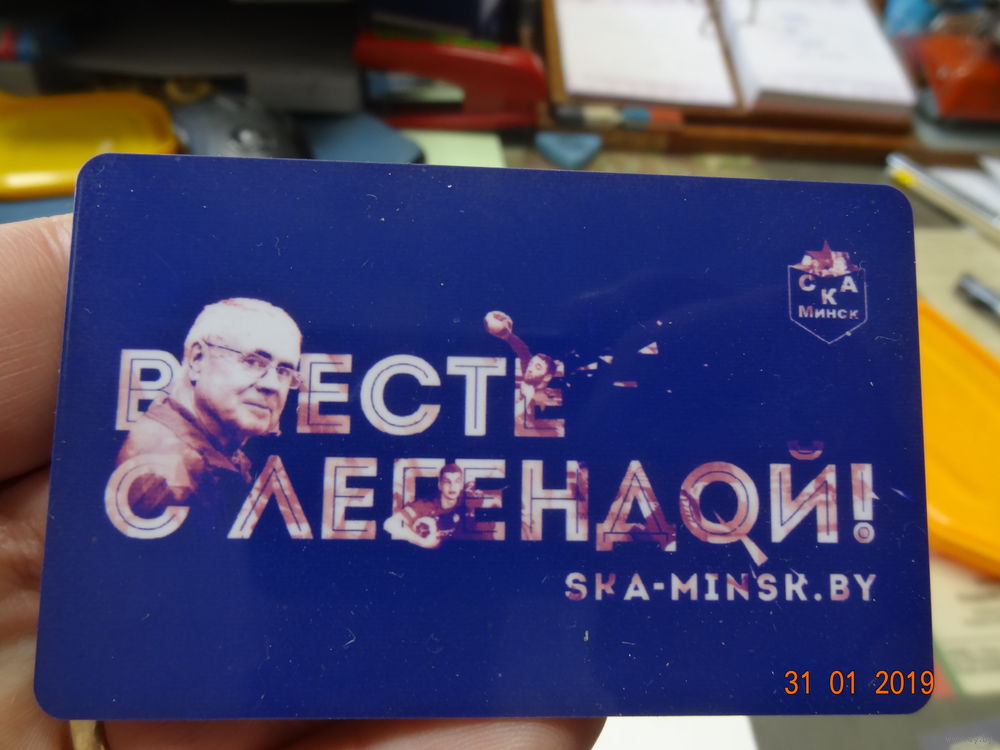 СКА
Минск
ВМЕСТЕ
С ЛЕГЕНДОЙ!
SKA-MINSK.BY
31 01 2019